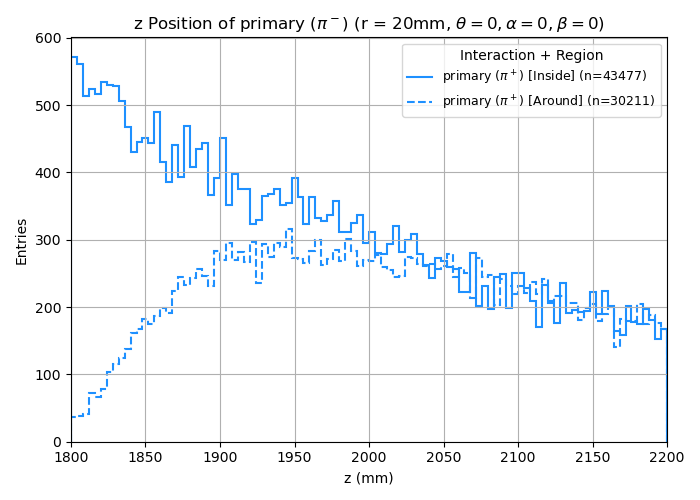 z Position of primary (π⁻) (r = 20mm, θ = 0, α = 0, β = 0)
Interaction + Region
primary (π⁺) [Inside] (n=43477)
primary (π⁺) [Around] (n=30211)
600
500
400
300
200
100
0
Entries
1800 1850 1900 1950 2000 2050 2100 2150 2200
z (mm)